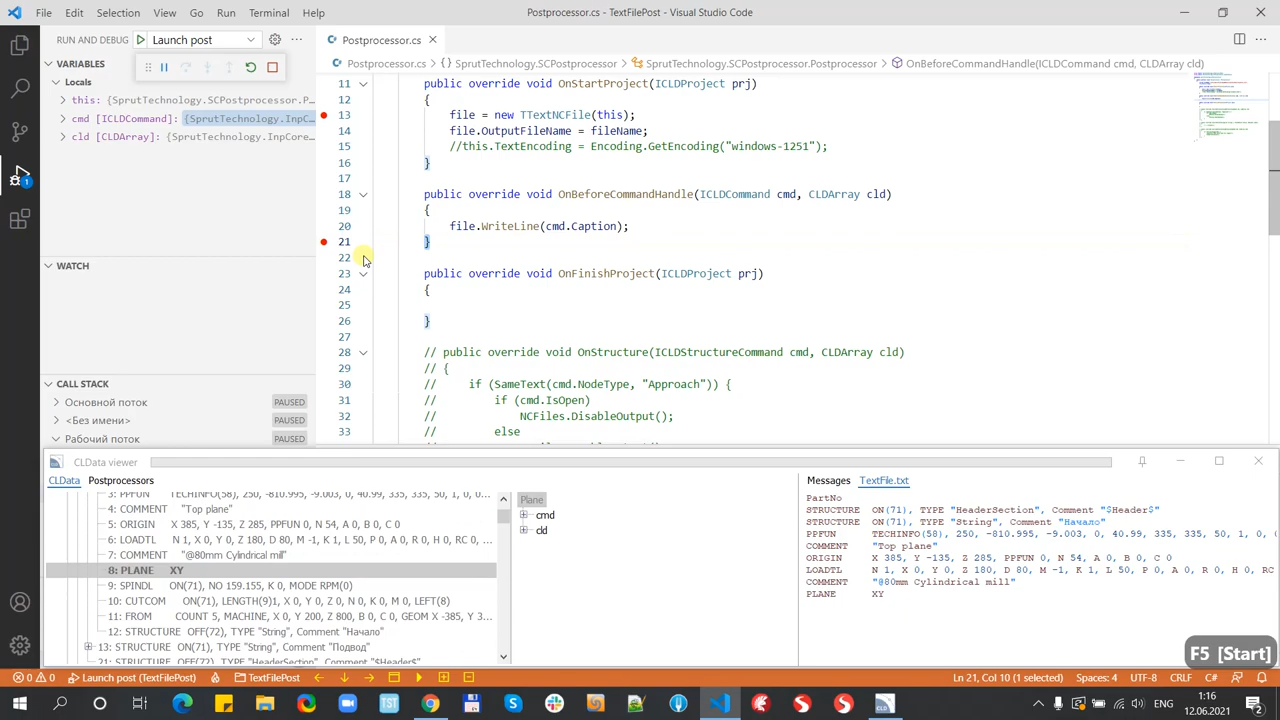 Postprocessor.cs - TextFilePost - Visual Studio Code
RUN AND DEBUG Launch post
VARIABLES
Locals
this: {SprutTechnology.SCPostprocessor.P...
cmd [ICLDCommand]: {SprutTechnology.InpCore...
cld [CLDArray]: {SprutTechnology.InpCore...
WATCH
CALL STACK
Основной поток PAUSED
<Без имени> PAUSED
Рабочий поток PAUSED
Postprocessor.cs
Postprocessor.cs > {} SprutTechnology.SCPostprocessor > SprutTechnology.SCPostprocessor.Postprocessor > OnBeforeCommandHandle(ICLDCommand cmd, CLDArray cld)
11 public override void OnStartProject(ICLDProject prj)
12 {
13 file = new TextNCFile(this);
14 file.OutputFileName = fileName;
15 //this.TextEncoding = Encoding.GetEncoding("windows-1251");
16 }
17
18 public override void OnBeforeCommandHandle(ICLDCommand cmd, CLDArray cld)
19 {
20 file.WriteLine(cmd.Caption);
21 }
22
23 public override void OnFinishProject(ICLDProject prj)
24 {
25
26 }
27
28 // public override void OnStructure(ICLDStructureCommand cmd, CLDArray cld)
29 // {
30 // if (SameText(cmd.NodeType, "Approach")) {
31 // if (cmd.IsOpen)
32 // NCFiles.DisableOutput();
33 // else
CLData viewer
CLData Postprocessors
3: PPFUN TECHINFO(58), 250, -810.995, -9.003, 0, 40.99, 335, 335, 50, 1, 0, 0...
4: COMMENT "Top plane"
5: ORIGIN X 385, Y -135, Z 285, PPFUN 0, N 54, A 0, B 0, C 0
6: LOADTL N 1, X 0, Y 0, Z 180, D 80, M -1, K 1, L 50, P 0, A 0, R 0, H 0, RC...
7: COMMENT "@80mm Cylindrical mill"
8: PLANE XY
9: SPINDL ON(71), NO 159.155, K 0, MODE RPM(0)
10: CUTCOM ON(71), LENGTH(9)1, X 0, Y 0, Z 0, N 0, K 0, M 0, LEFT(8)
11: FROM COUNT 5, MACHINE, X 0, Y 200, Z 800, B 0, C 0, GEOM X -385, Y 3...
12: STRUCTURE OFF(72), TYPE "String", Comment "Начало"
13: STRUCTURE ON(71), TYPE "String", Comment "Подвод"
21: STRUCTURE OFF(72), TYPE "HeaderSection", Comment "$Header$"
Plane
cmd
cld
Messages TextFile.txt
PartNo
STRUCTURE ON(71), TYPE "HeaderSection", Comment "$Header$"
STRUCTURE ON(71), TYPE "String", Comment "Начало"
PPFUN TECHINFO(58), 250, -810.995, -9.003, 0, 40.99, 335, 335, 50, 1, 0, (
COMMENT "Top plane"
ORIGIN X 385, Y -135, Z 285, PPFUN 0, N 54, A 0, B 0, C 0
LOADTL N 1, X 0, Y 0, Z 180, D 80, M -1, K 1, L 50, P 0, A 0, R 0, H 0, RC
COMMENT "@80mm Cylindrical mill"
PLANE XY
F5 [Start]
0 0 Launch post (TextFilePost) TextFilePost Ln 21, Col 10 (1 selected) Spaces: 4 UTF-8 CRLF C#
ENG 1:16
12.06.2021